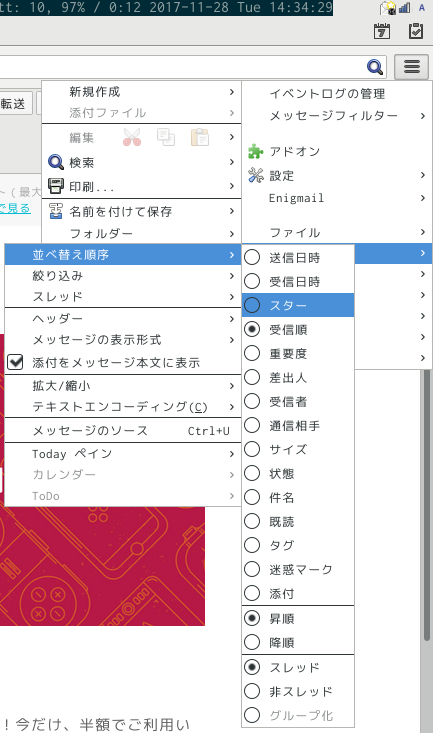 tt: 10, 97% / 0:12 2017-11-28 Tue 14:34:29
A
7
転送
ト（最大
で見る
新規作成
添付ファイル
編集
検索
印刷...
名前を付けて保存
フォルダー
イベントログの管理
メッセージフィルター
アドオン
設定
Enigmail
ファイル
並べ替え順序
絞り込み
スレッド
ヘッダー
メッセージの表示形式
添付をメッセージ本文に表示
拡大/縮小
テキストエンコーディング(C)
メッセージのソース Ctrl+U
Today ペイン
カレンダー
ToDo
送信日時
受信日時
スター
受信順
重要度
差出人
受信者
通信相手
サイズ
状態
件名
既読
タグ
迷惑マーク
添付
昇順
降順
スレッド
非スレッド
グループ化
！今だけ、半額でご利用い